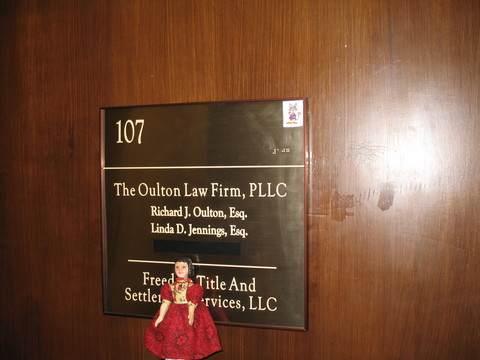 107
The Oulton Law Firm, PLLC
Richard J. Oulton, Esq.
Linda D. Jennings, Esq.
Title And
Services, LLC